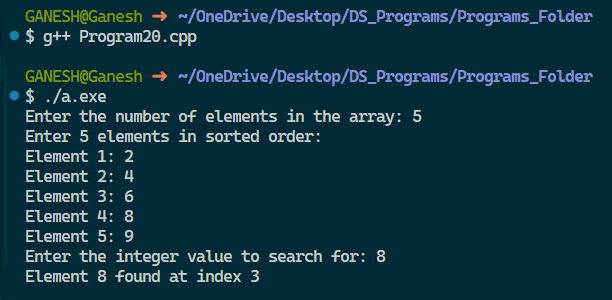 GANESH@Ganesh ➜ ~/OneDrive/Desktop/DS_Programs/Programs_Folder
$ g++ Program20.cpp
GANESH@Ganesh ➜ ~/OneDrive/Desktop/DS_Programs/Programs_Folder
$ ./a.exe
Enter the number of elements in the array: 5
Enter 5 elements in sorted order:
Element 1: 2
Element 2: 4
Element 3: 6
Element 4: 8
Element 5: 9
Enter the integer value to search for: 8
Element 8 found at index 3